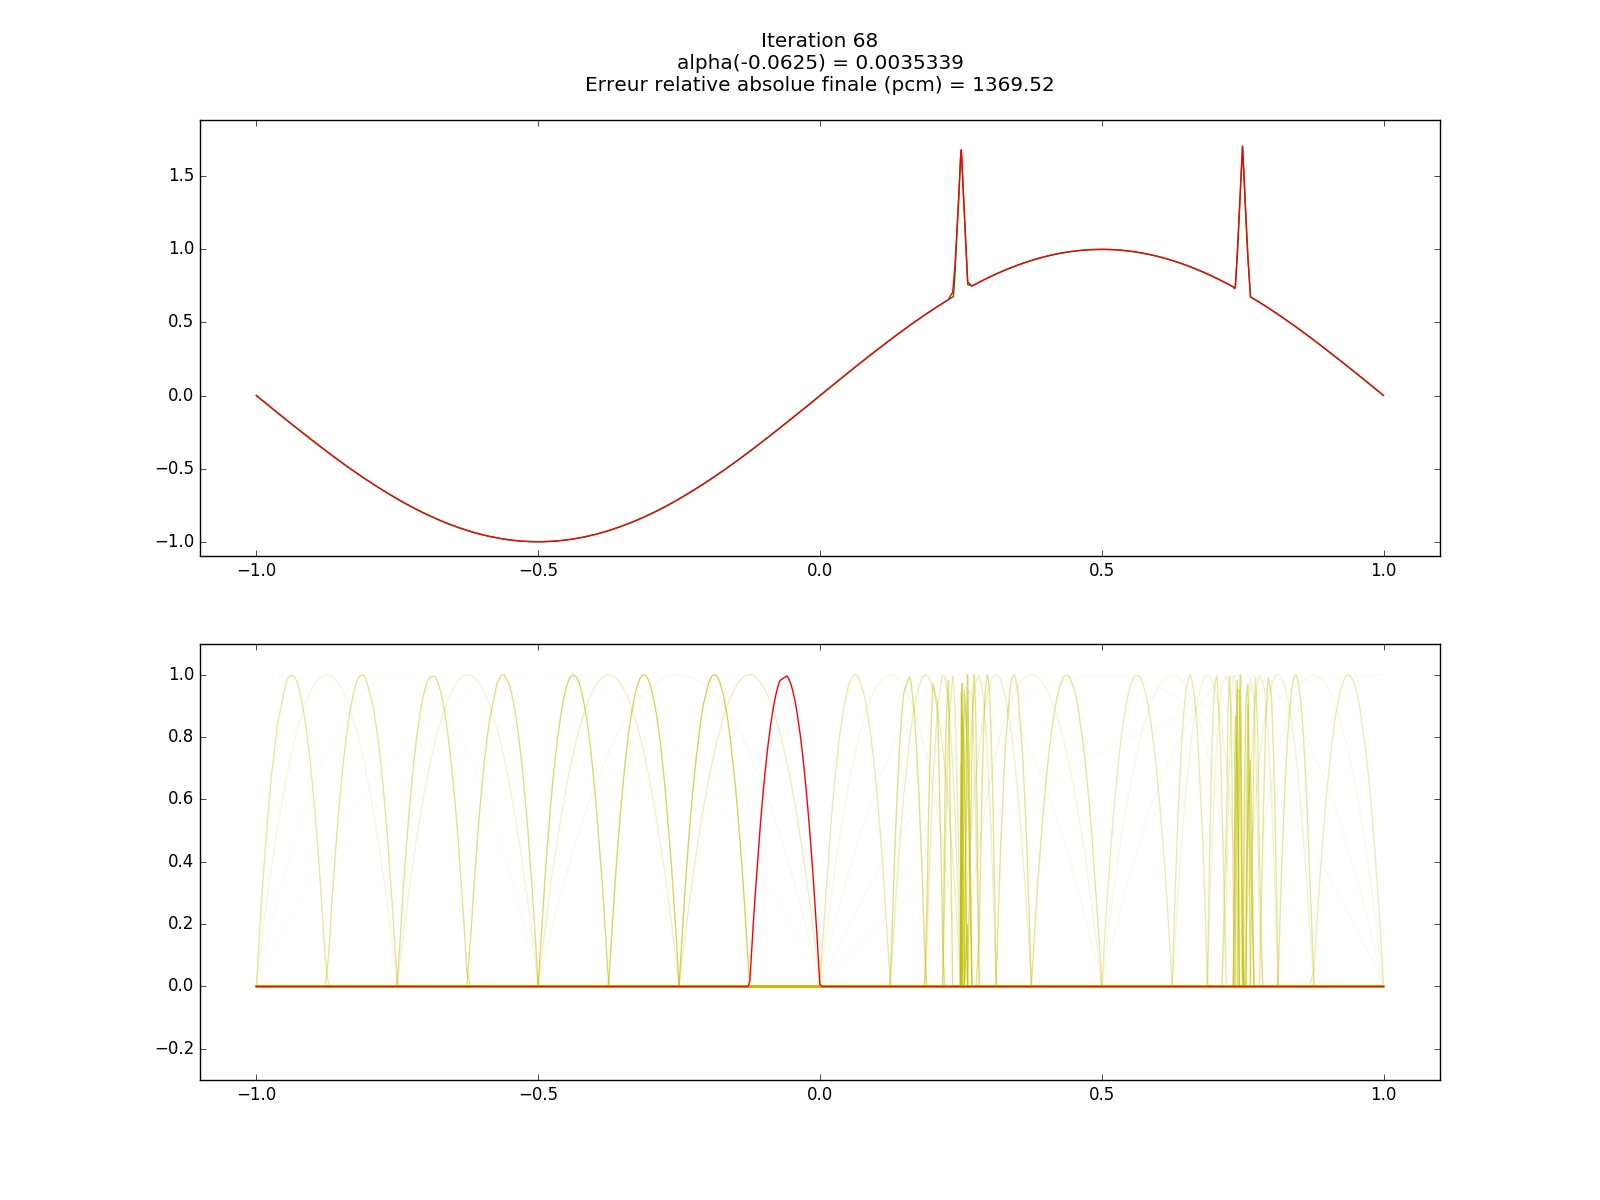 Iteration 68
alpha(-0.0625) = 0.0035339
Erreur relative absolue finale (pcm) = 1369.52
1.5
1.0
0.5
0.0
−0.5
−1.0
−1.0 −0.5 0.0 0.5 1.0
1.0
0.8
0.6
0.4
0.2
0.0
−0.2
−1.0 −0.5 0.0 0.5 1.0